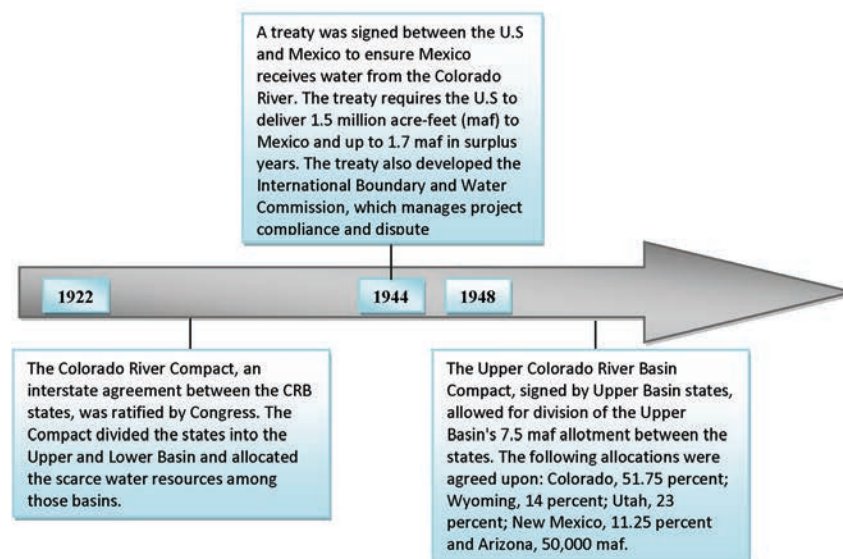 A treaty was signed between the U.S
and Mexico to ensure Mexico
receives water from the Colorado
River. The treaty requires the U.S to
deliver 1.5 million acre-feet (maf) to
Mexico and up to 1.7 maf in surplus
years. The treaty also developed the
International Boundary and Water
Commission, which manages project
compliance and dispute
1922
1944
1948
The Colorado River Compact, an
interstate agreement between the CRB
states, was ratified by Congress. The
Compact divided the states into the
Upper and Lower Basin and allocated
the scarce water resources among
those basins.
The Upper Colorado River Basin
Compact, signed by Upper Basin states,
allowed for division of the Upper
Basin's 7.5 maf allotment between the
states. The following allocations were
agreed upon: Colorado, 51.75 percent;
Wyoming, 14 percent; Utah, 23
percent; New Mexico, 11.25 percent
and Arizona, 50,000 maf.